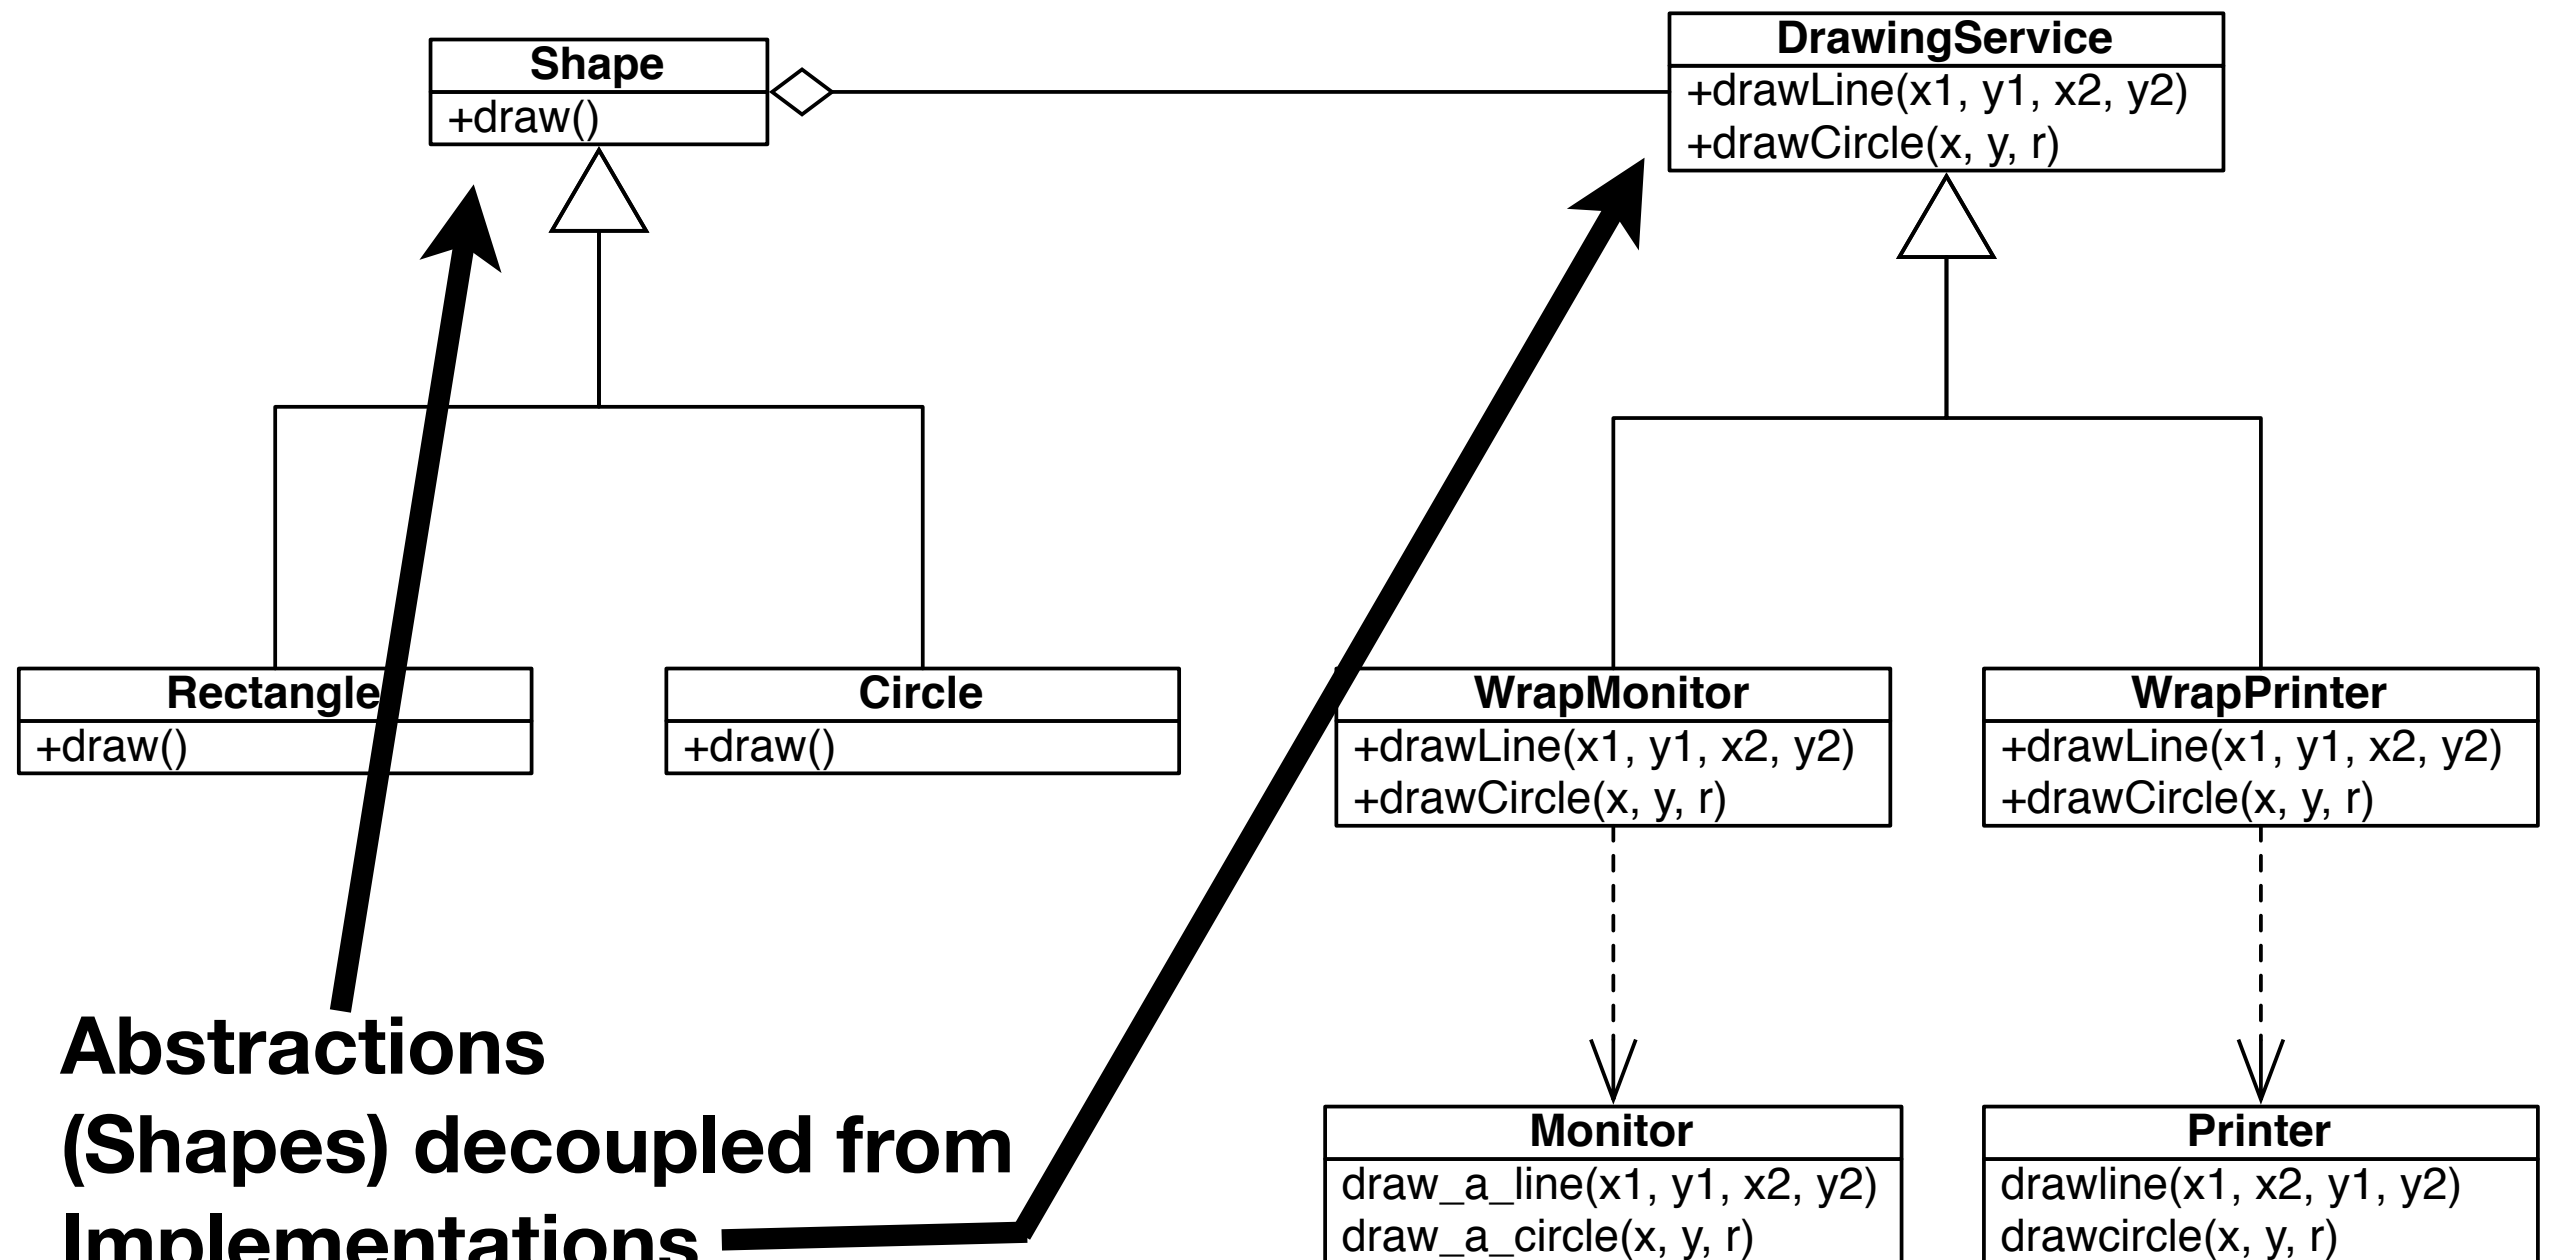 Shape
+draw()
DrawingService
+drawLine(x1, y1, x2, y2)
+drawCircle(x, y, r)
Rectangle
+draw()
Circle
+draw()
WrapMonitor
+drawLine(x1, y1, x2, y2)
+drawCircle(x, y, r)
WrapPrinter
+drawLine(x1, y1, x2, y2)
+drawCircle(x, y, r)
Abstractions
(Shapes) decoupled from
Implementations
Monitor
draw_a_line(x1, y1, x2, y2)
draw_a_circle(x, y, r)
Printer
drawline(x1, x2, y1, y2)
drawcircle(x, y, r)